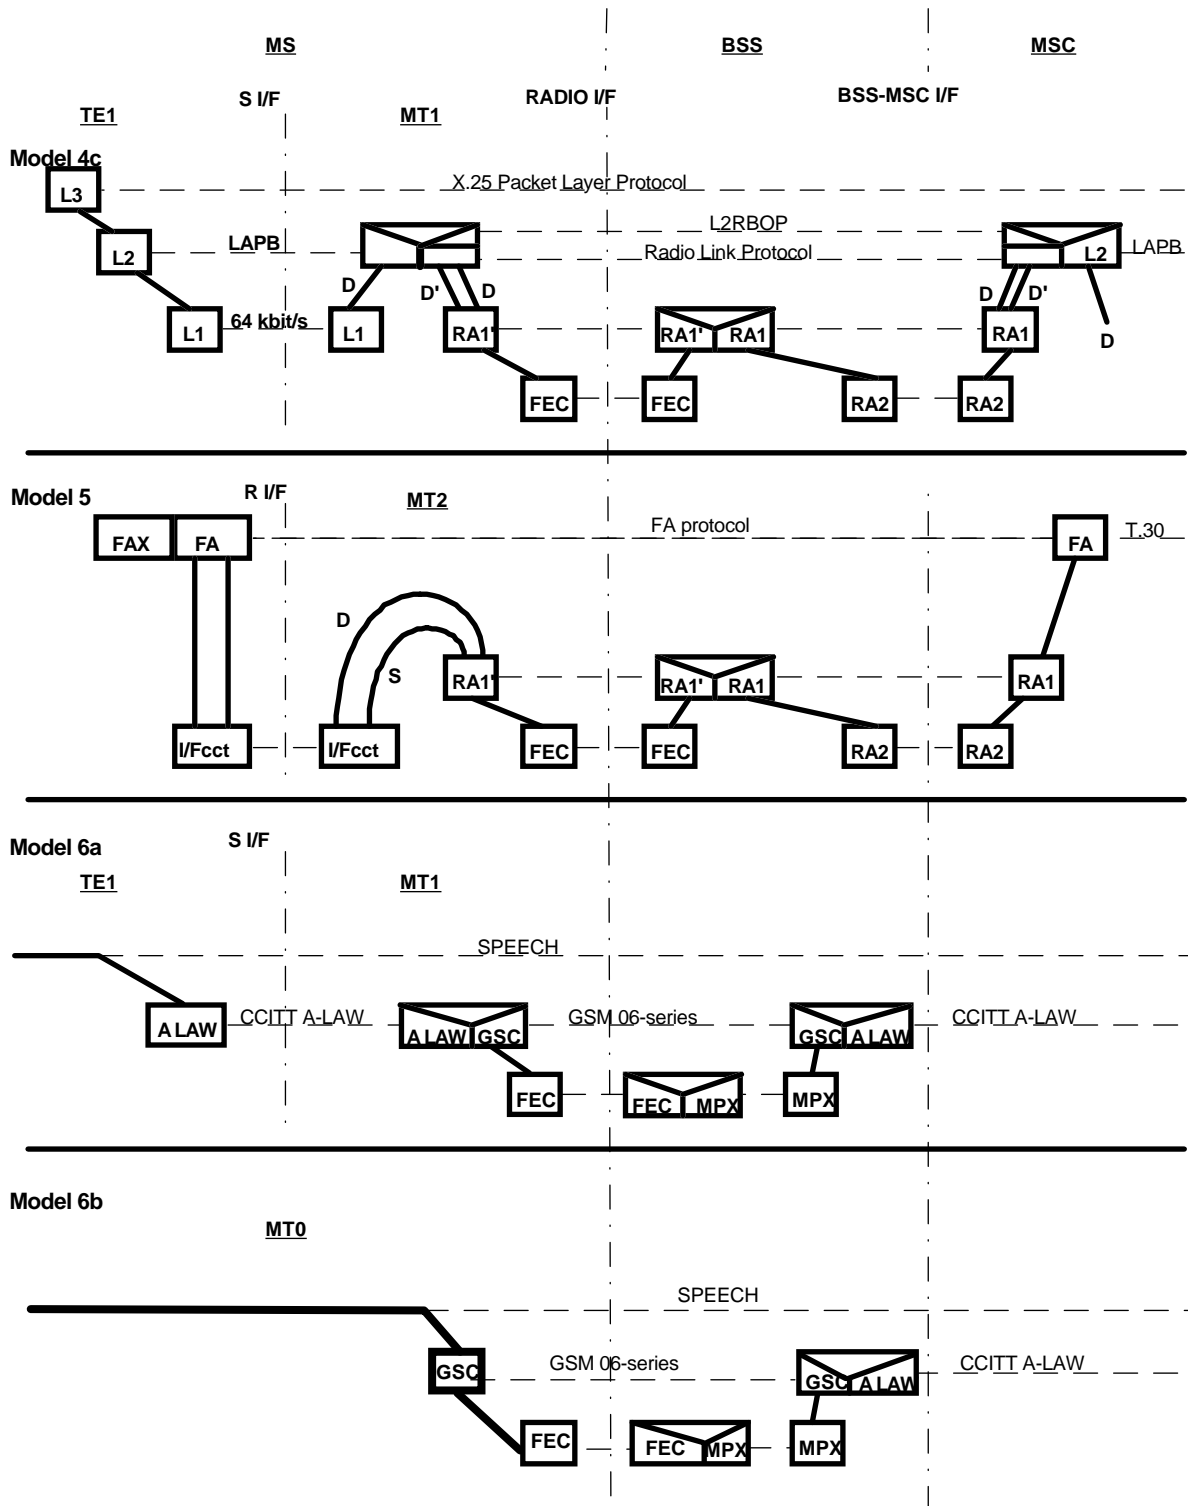 MS BSS MSC
S I/F RADIO I/F BSS-MSC I/F
TE1 MT1
Model 4c
X.25 Packet Layer Protocol
L3
L2RBOP
LAPB Radio Link Protocol LAPB
L2 L2
D D' D D D'
64 kbit/s
L1 L1 RA1' RA1' RA1 RA1 D
FEC FEC RA2 RA2
Model 5 R I/F MT2
FA protocol T.30
FAX FA FA
D
S
RA1' RA1' RA1 RA1
I/Fcct I/Fcct FEC FEC RA2 RA2
Model 6a S I/F
TE1 MT1
SPEECH
CCITT A-LAW GSM 06-series CCITT A-LAW
A LAW A LAW GSC GSC A LAW
FEC FEC MPX MPX
Model 6b
MT0
SPEECH
GSM 06-series CCITT A-LAW
GSC GSC A LAW
FEC FEC MPX MPX